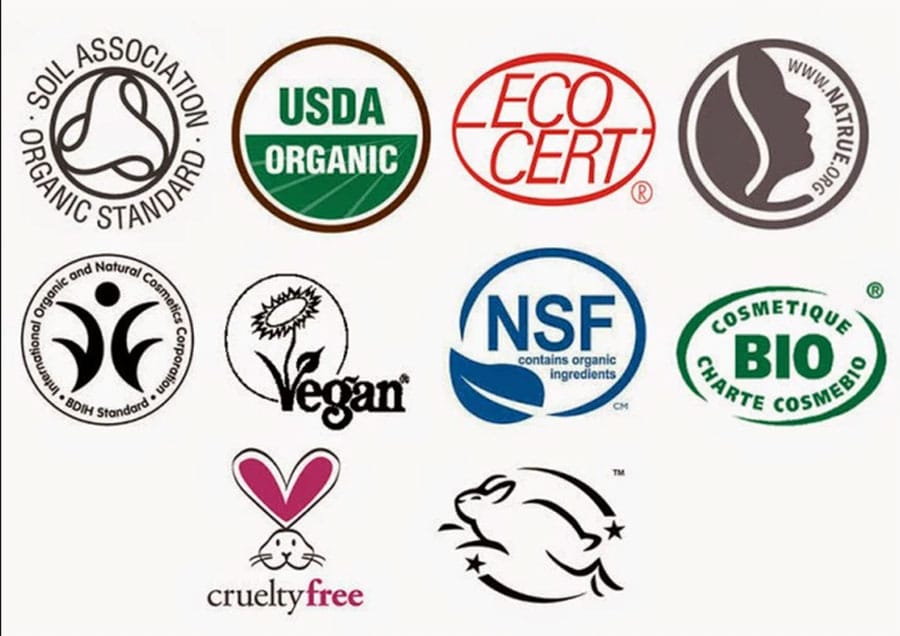 SOIL ASSOCIATION
ORGANIC STANDARD
USDA
ORGANIC
ECO
CERT
®
WWW.NATRUE.ORG
International Organic and Natural Cosmetics Corporation
BDIH Standard
Vegan®
NSF
contains organic
ingredients
CM
COSMETIQUE
BIO
CHARTE COSMEBIO
®
crueltyfree
TM